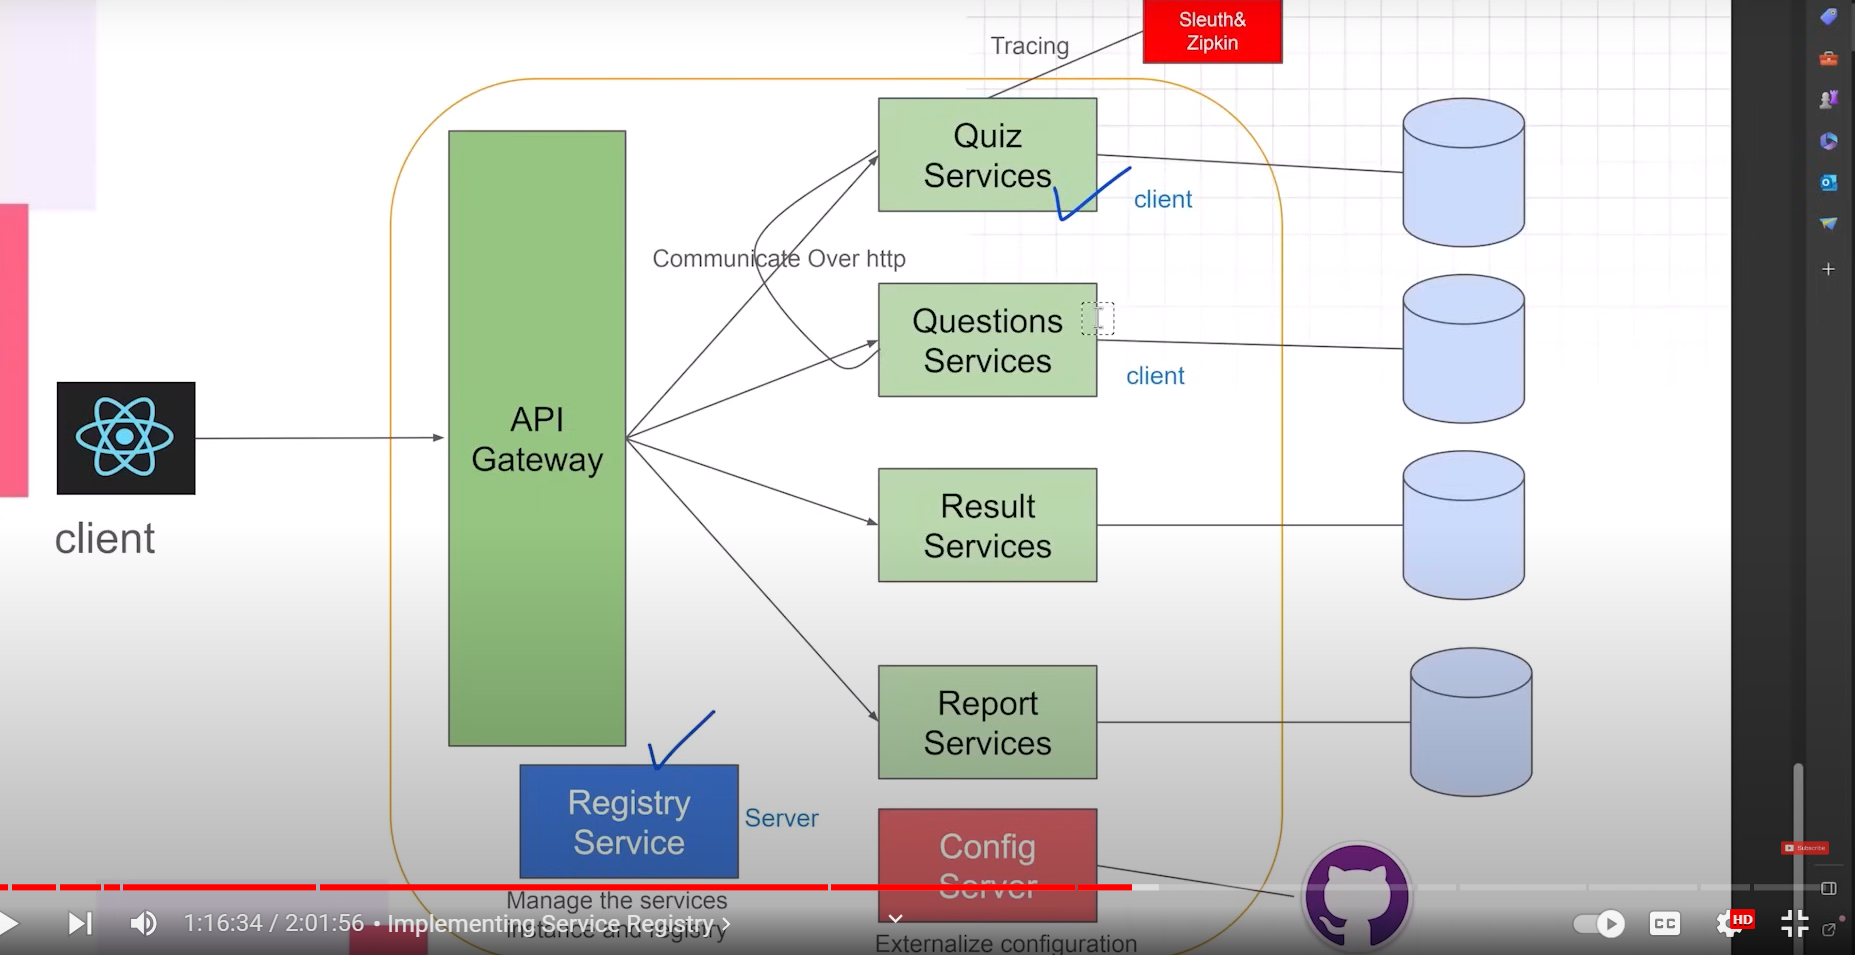 Sleuth&
Zipkin
Tracing
Quiz
Services
client
Communicate Over http
Questions
Services
client
API
Gateway
client
Result
Services
Report
Services
Registry
Service
Server
Manage the services
instance and registry
Config
Server
Externalize configuration
Subscribe
1:16:34 / 2:01:56 • Implementing Service Registry
CC
HD